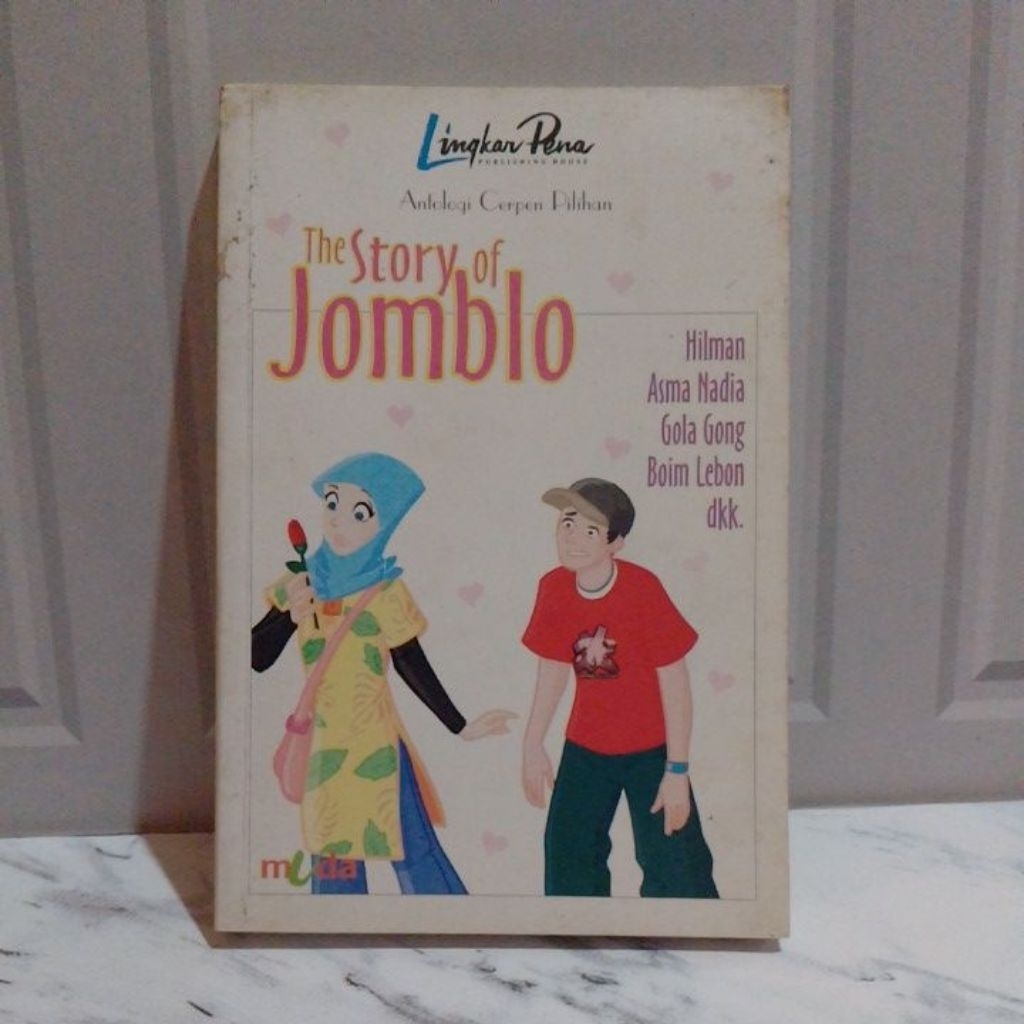 Lingkar Pena
PUBLISHING HOUSE
Antologi Cerpen Pilihan
The Story of
Jomblo
Hilman
Asma Nadia
Gola Gong
Boim Lebon
dkk.
muda